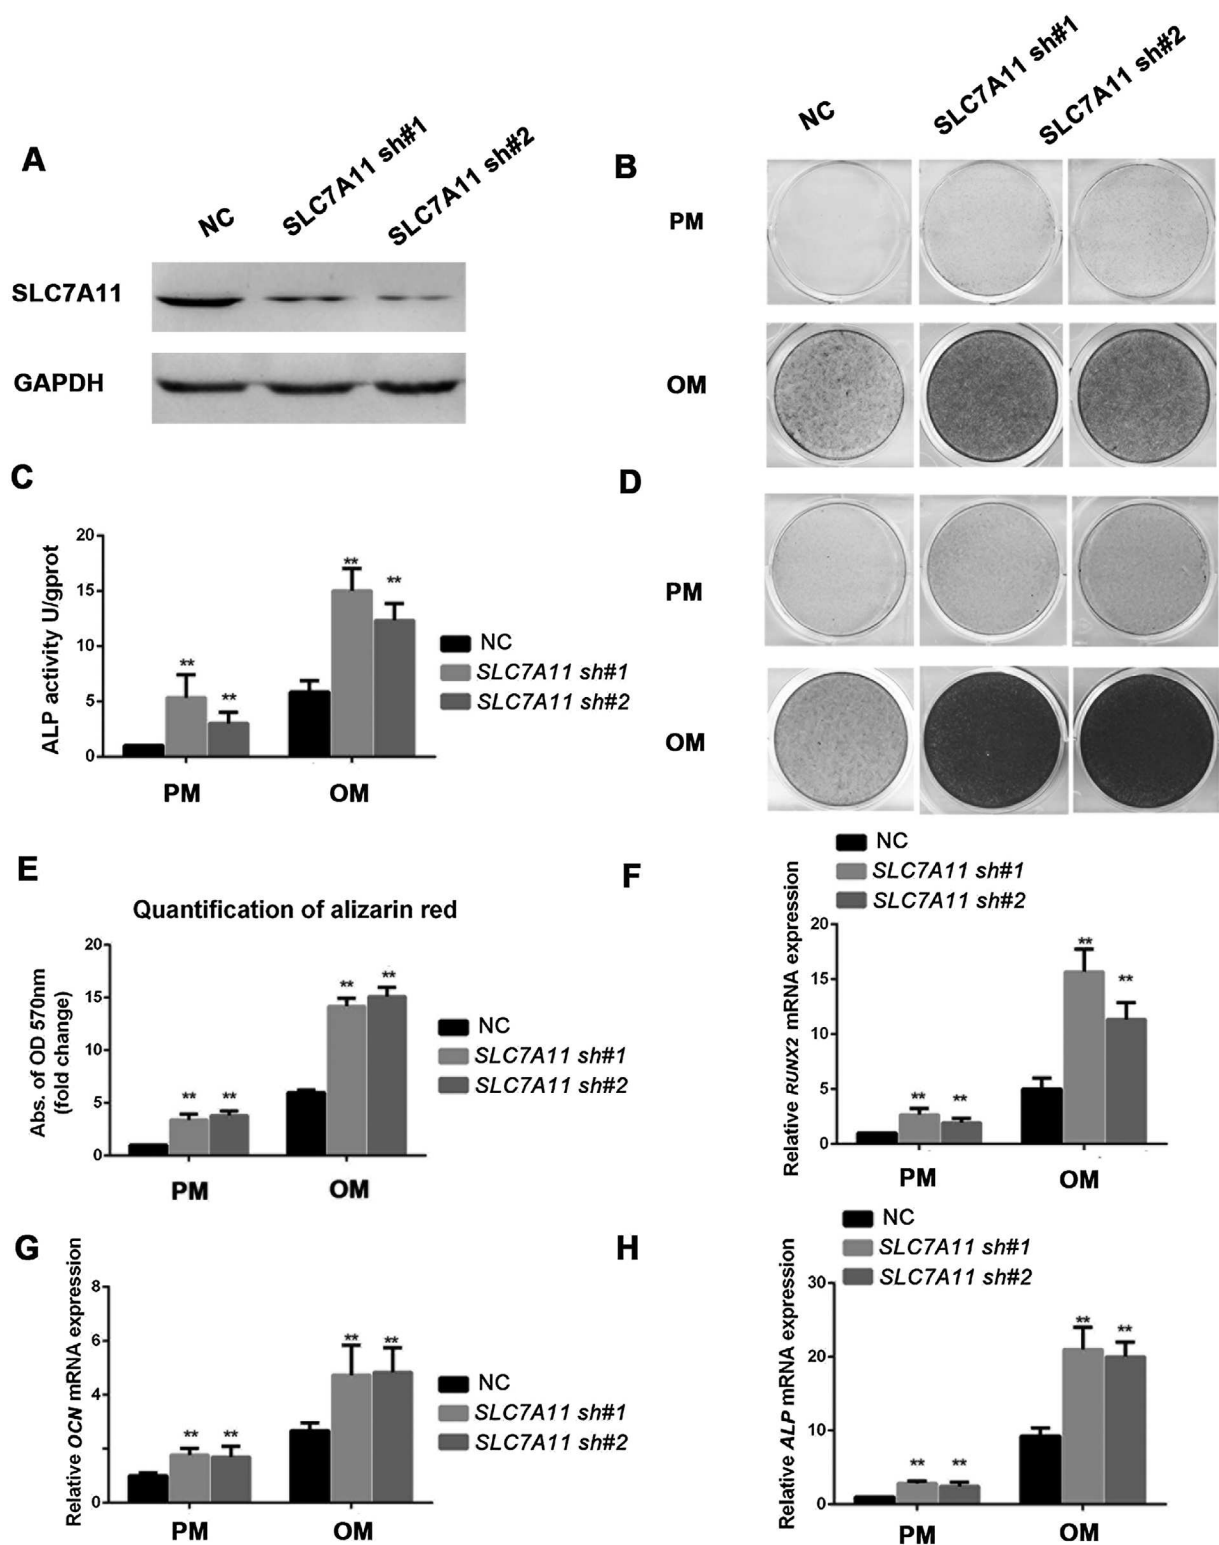 A
NC
SLC7A11 sh#1
SLC7A11 sh#2
SLC7A11
GAPDH
B
NC
SLC7A11 sh#1
SLC7A11 sh#2
PM
OM
C
ALP activity U/gprot
20
15
10
5
0
**
**
**
**
PM
OM
NC
SLC7A11 sh#1
SLC7A11 sh#2
D
PM
OM
E
Quantification of alizarin red
Abs. of OD 570nm
(fold change)
20
15
10
5
0
**
**
**
**
PM
OM
NC
SLC7A11 sh#1
SLC7A11 sh#2
F
NC
SLC7A11 sh#1
SLC7A11 sh#2
Relative RUNX2 mRNA expression
20
15
10
5
0
**
**
**
**
PM
OM
G
Relative OCN mRNA expression
8
6
4
0
**
**
**
**
PM
OM
NC
SLC7A11 sh#1
SLC7A11 sh#2
H
NC
SLC7A11 sh#1
SLC7A11 sh#2
Relative ALP mRNA expression
30
20
10
0
**
**
**
**
PM
OM